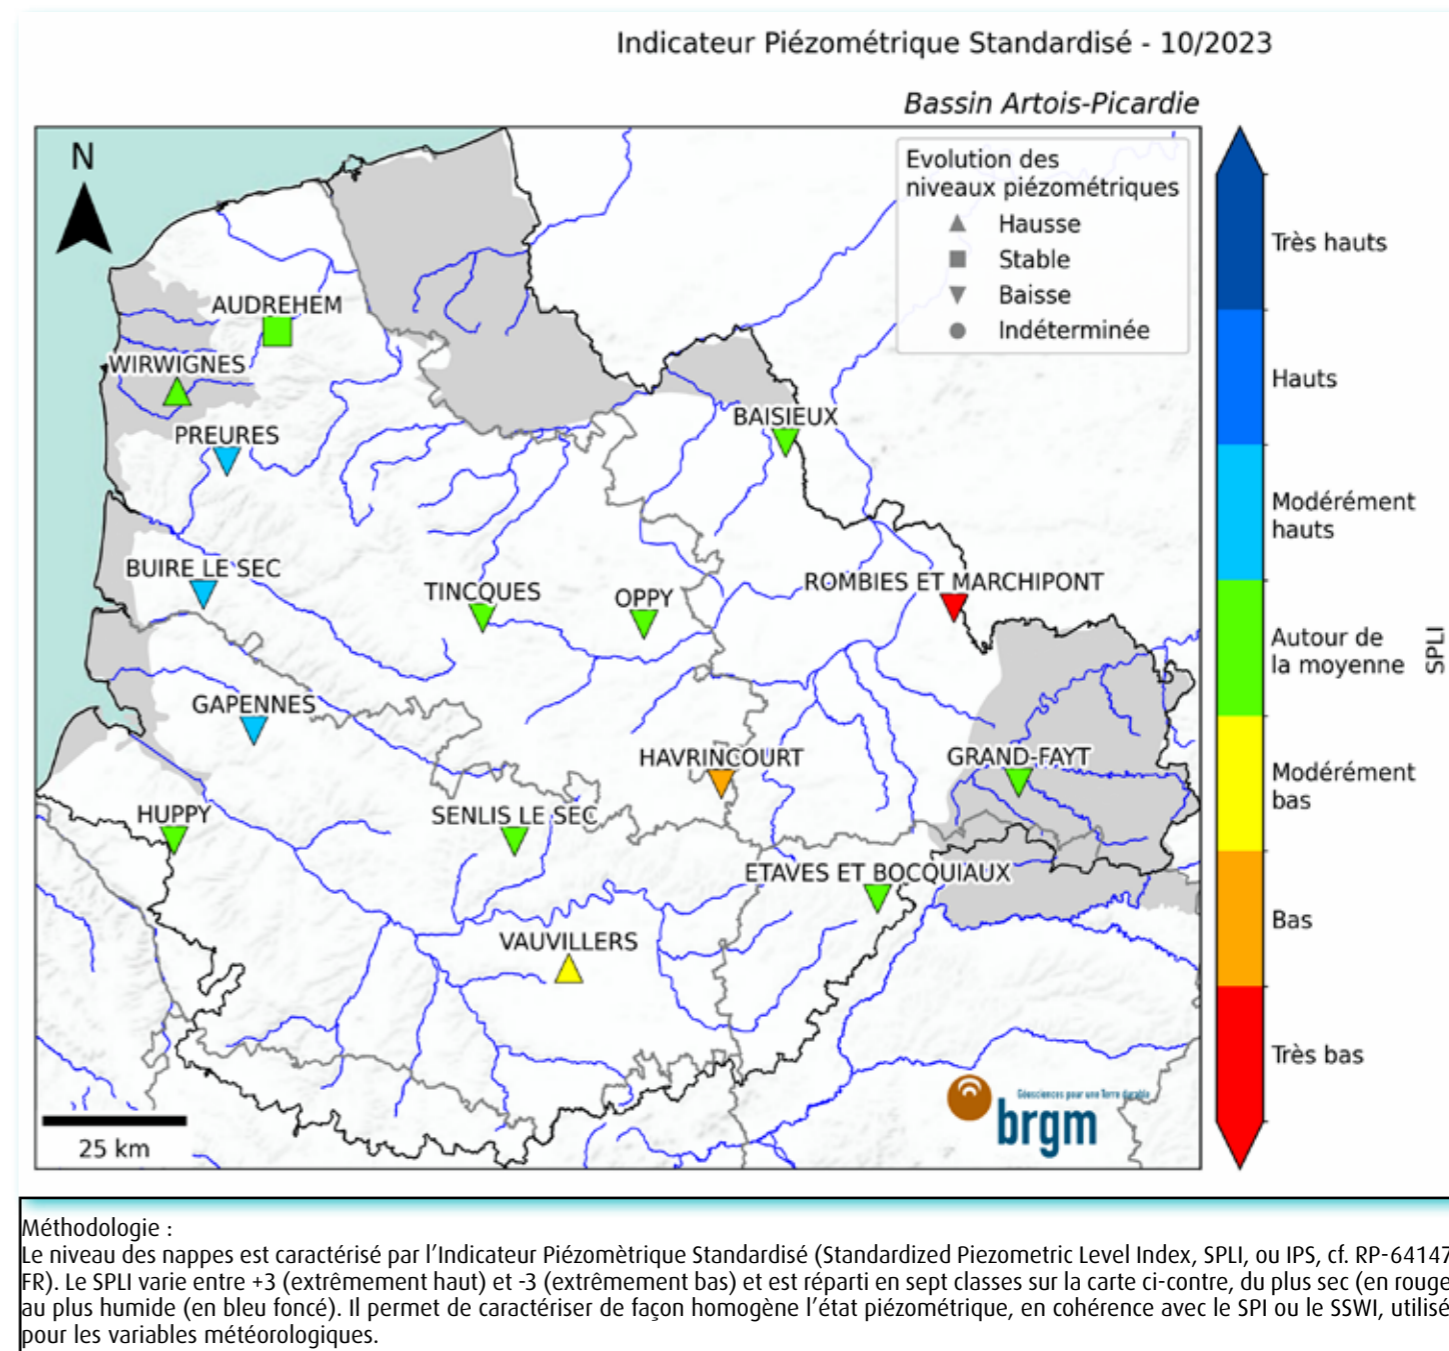 Indicateur Piézométrique Standardisé - 10/2023
Bassin Artois-Picardie
N
Evolution des
niveaux piézométriques
Hausse
Stable
Baisse
Indéterminée
AUDREHEM
WIRWIGNES
PREURES
BAISIEUX
BUIRE LE SEC
TINCQUES
OPPY
ROMBIES ET MARCHIPONT
GAPENNES
HAVRINCOURT
GRAND-FAYT
HUPPY
SENLIS LE SEC
ETAVES ET BOCQUIAUX
VAUVILLERS
25 km
Géosciences pour une Terre durable
brgm
Très hauts
Hauts
Modérément
hauts
Autour de
la moyenne
Modérément
bas
Bas
Très bas
SPLI
Méthodologie :
Le niveau des nappes est caractérisé par l'Indicateur Piézomètrique Standardisé (Standardized Piezometric Level Index, SPLI, ou IPS, cf. RP-64147
FR). Le SPLI varie entre +3 (extrêmement haut) et -3 (extrêmement bas) et est réparti en sept classes sur la carte ci-contre, du plus sec (en rouge
au plus humide (en bleu foncé). Il permet de caractériser de façon homogène l'état piézométrique, en cohérence avec le SPI ou le SSWI, utilisé
pour les variables météorologiques.